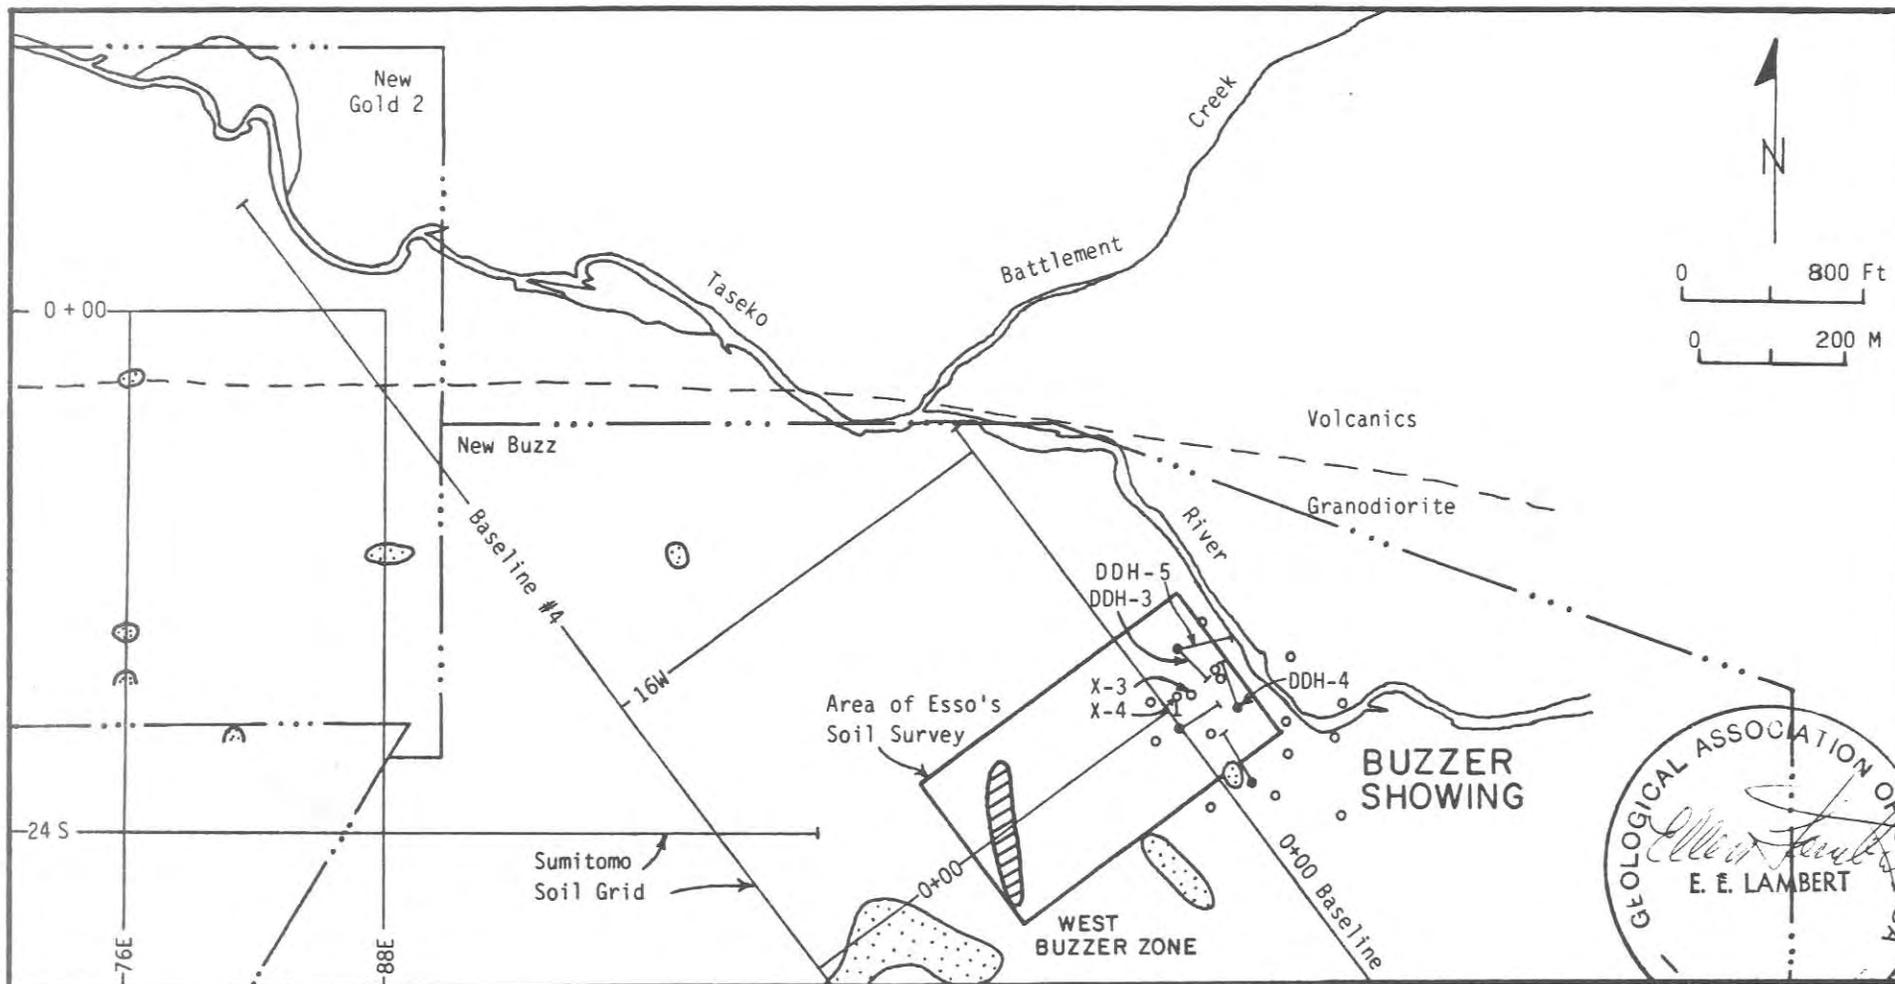 New
Gold 2
Creek
N
Battlement
Taseko
0 800 Ft
0 200 M
0+00
Volcanics
New Buzz
Granodiorite
Baseline #4
River
DDH-5
DDH-3
16W
X-3
X-4
DDH-4
Area of Esso's
Soil Survey
BUZZER
SHOWING
GEOLOGICAL ASSOCIATION OF
E. E. LAMBERT
24 S
Sumitomo
Soil Grid
0+00
0+00 Baseline
WEST
BUZZER ZONE
76E
88E